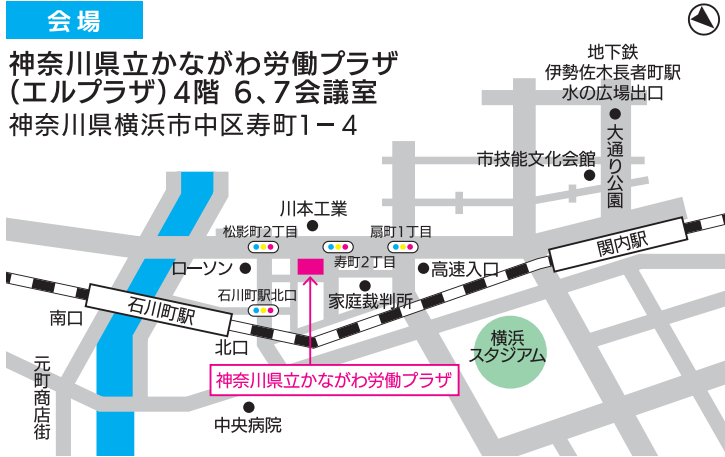 会場
神奈川県立かながわ労働プラザ
（エルプラザ）4階 6、7会議室
神奈川県横浜市中区寿町1－4
地下鉄
伊勢佐木長者町駅
水の広場出口
大通り公園
市技能文化会館
川本工業
松影町2丁目
扇町1丁目
寿町2丁目
関内駅
ローソン
高速入口
石川町駅北口
家庭裁判所
石川町駅
南口
北口
横浜
スタジアム
元町商店街
神奈川県立かながわ労働プラザ
中央病院